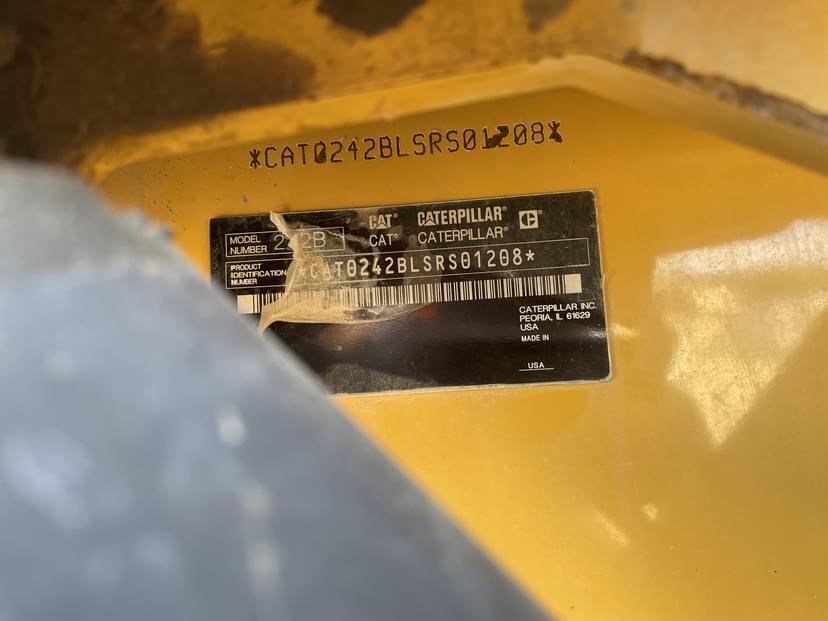 *CAT0242BLSRS01208*
CAT® CATERPILLAR®
MODEL NUMBER 242B CAT® CATERPILLAR®
PRODUCT
IDENTIFICATION
NUMBER
*CAT0242BLSRS01208*
CATERPILLAR INC.
PEORIA, IL 61629
USA
MADE IN
USA